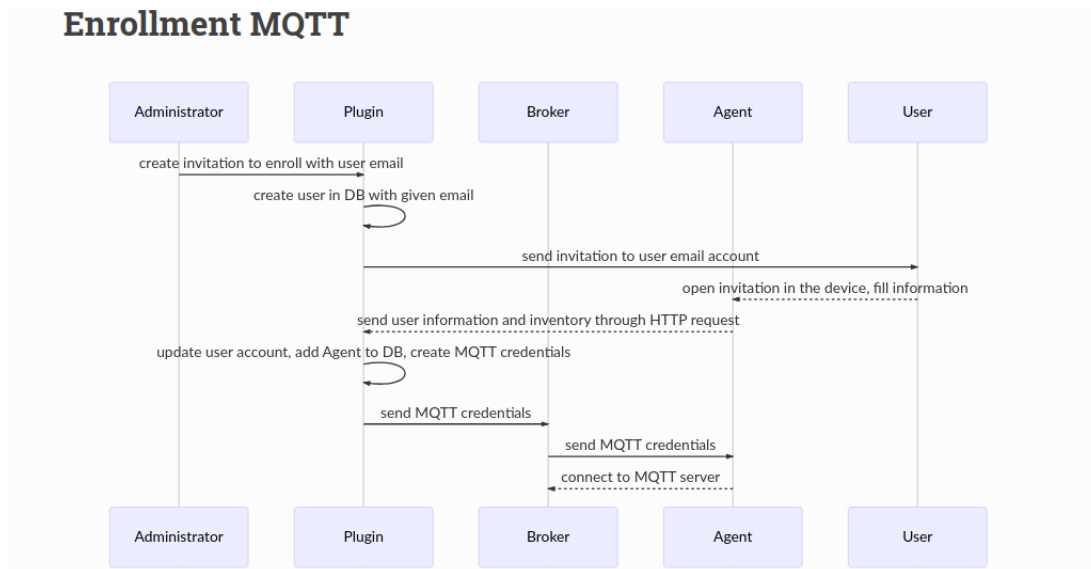 Enrollment MQTT
Administrator
Plugin
Broker
Agent
User
create invitation to enroll with user email
create user in DB with given email
send invitation to user email account
open invitation in the device, fill information
send user information and inventory through HTTP request
update user account, add Agent to DB, create MQTT credentials
send MQTT credentials
send MQTT credentials
connect to MQTT server
Administrator
Plugin
Broker
Agent
User